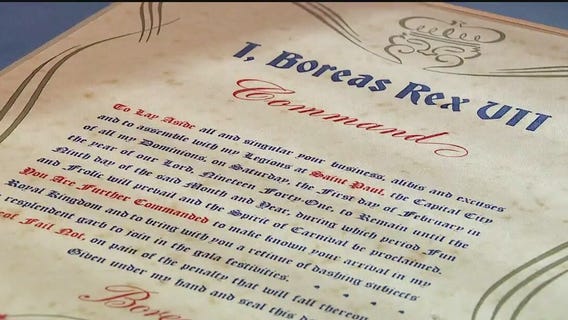 I, Boreas Rex VII
Command
To Lay Aside all and singular your business, alibis and excuses
and to assemble with my Legions at Saint Paul, the Capital City
of all my Dominions, on Saturday, the First day of February in
the year of our Lord, Nineteen Forty-One, to Remain until the
Ninth day of the said Month and Year, during which period Fun
and Frolic will prevail and the Spirit of Carnival be proclaimed.
You Are Further Commanded to make known your arrival in my
Royal Kingdom and to bring with you a retinue of dashing subjects
resplendent garb to join in the gala festivities.
Fail Not, on pain of the penalty that will fall thereon
Given under my hand and seal this